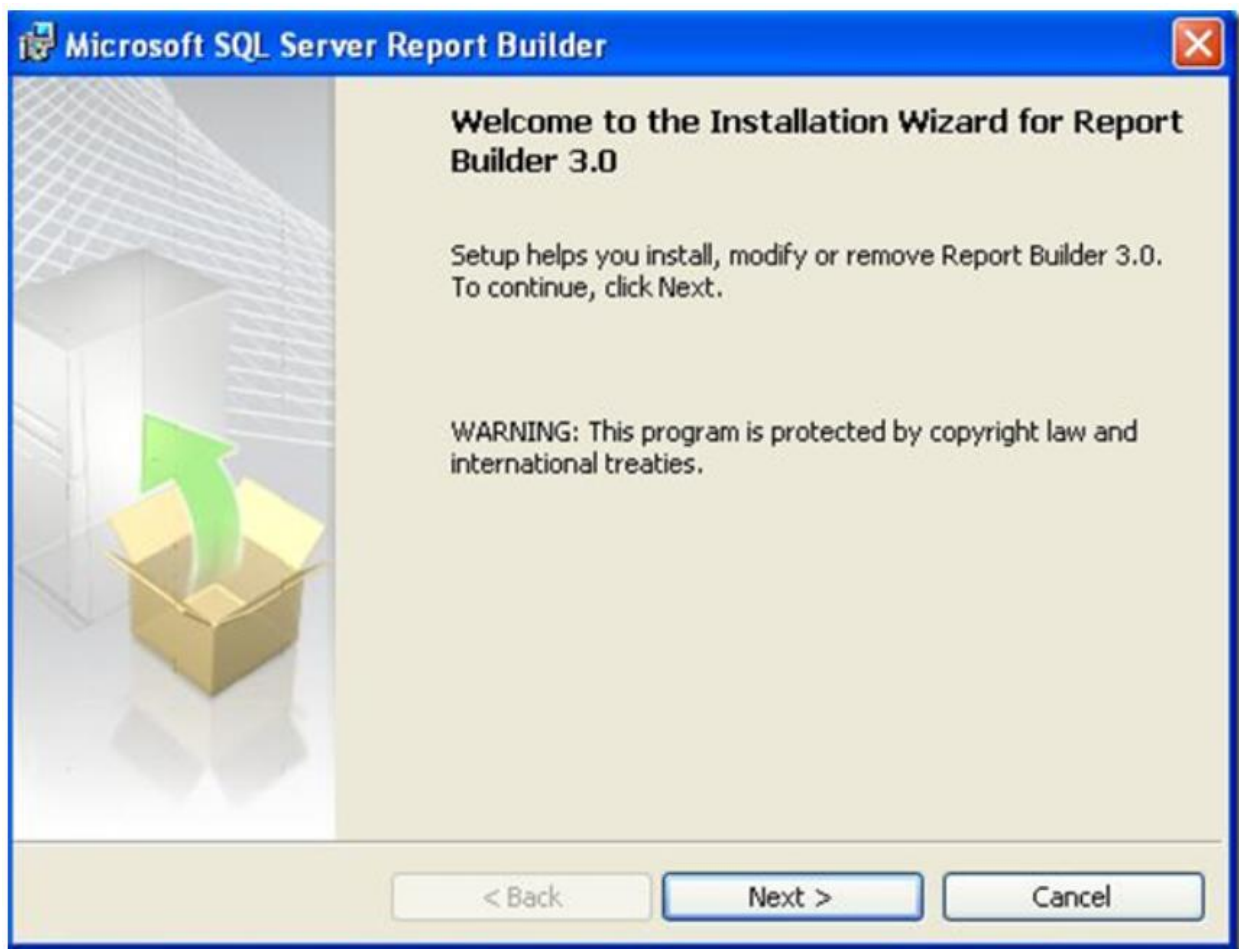 Microsoft SQL Server Report Builder
Welcome to the Installation Wizard for Report
Builder 3.0
Setup helps you install, modify or remove Report Builder 3.0.
To continue, click Next.
WARNING: This program is protected by copyright law and
international treaties.
< Back
Next >
Cancel